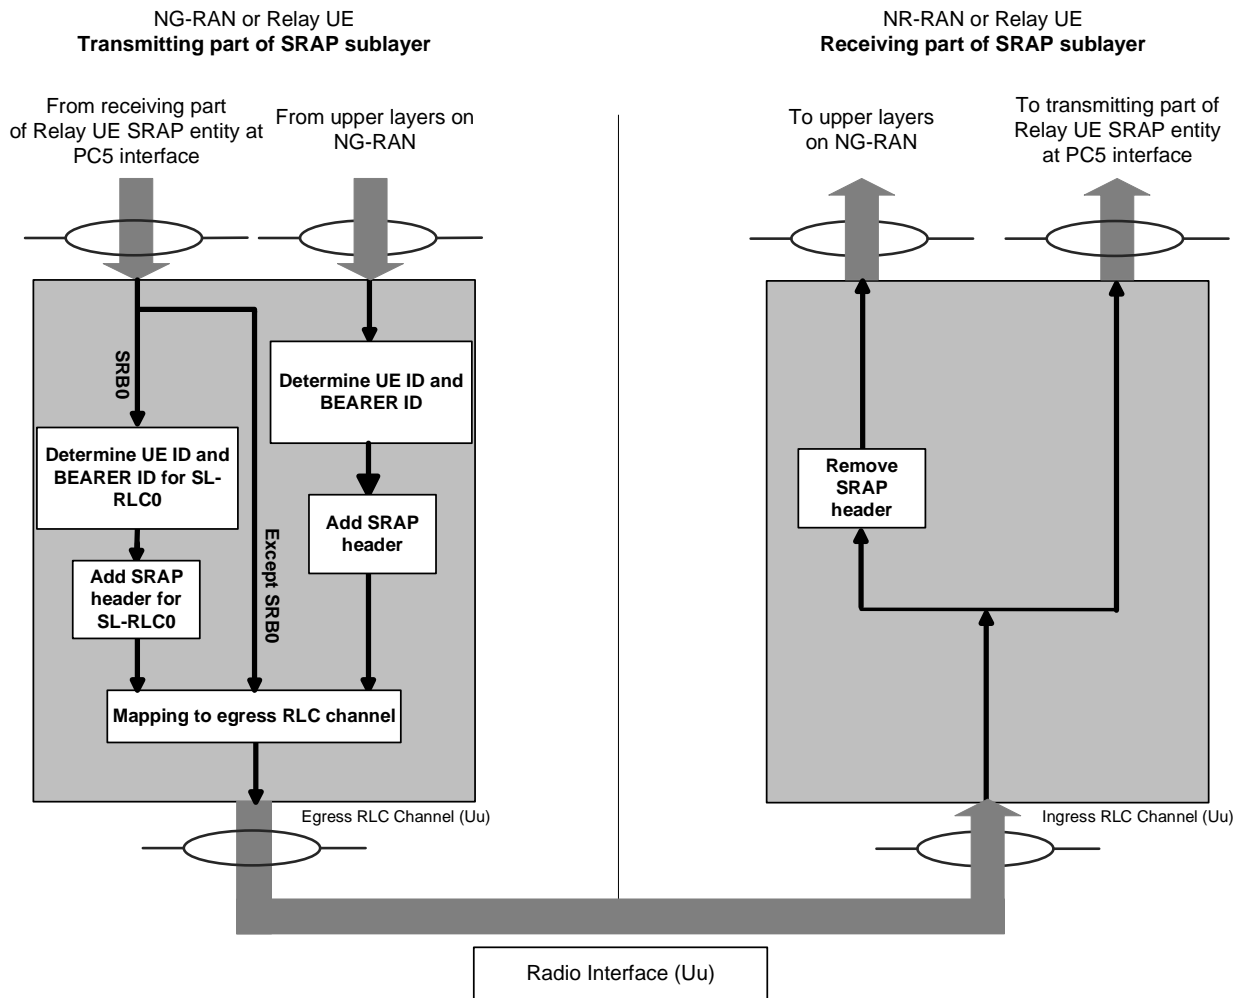 NG-RAN or Relay UE
Transmitting part of SRAP sublayer
NR-RAN or Relay UE
Receiving part of SRAP sublayer
From receiving part
of Relay UE SRAP entity at
PC5 interface
From upper layers on
NG-RAN
To upper layers
on NG-RAN
To transmitting part of
Relay UE SRAP entity
at PC5 interface
SRB0
Determine UE ID and
BEARER ID
Determine UE ID and
BEARER ID for SL-
RLC0
Except SRB0
Add SRAP
header
Add SRAP
header for
SL-RLC0
Mapping to egress RLC channel
Remove
SRAP
header
Egress RLC Channel (Uu)
Ingress RLC Channel (Uu)
Radio Interface (Uu)